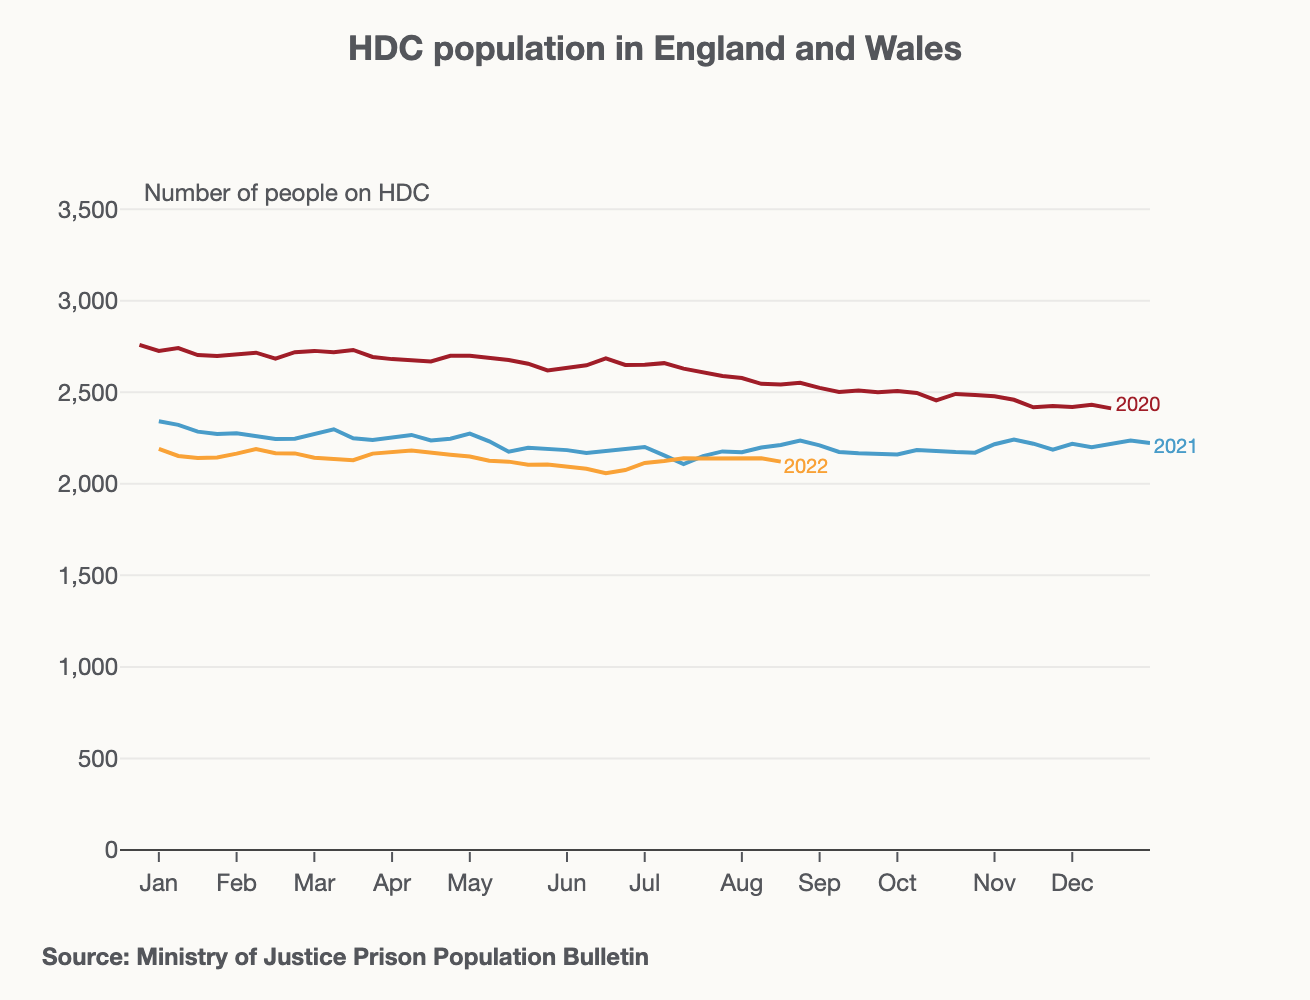 HDC population in England and Wales
Number of people on HDC
3,500
3,000
2,500
2020
2021
2022
2,000
1,500
1,000
500
0
Jan Feb Mar Apr May Jun Jul Aug Sep Oct Nov Dec
Source: Ministry of Justice Prison Population Bulletin